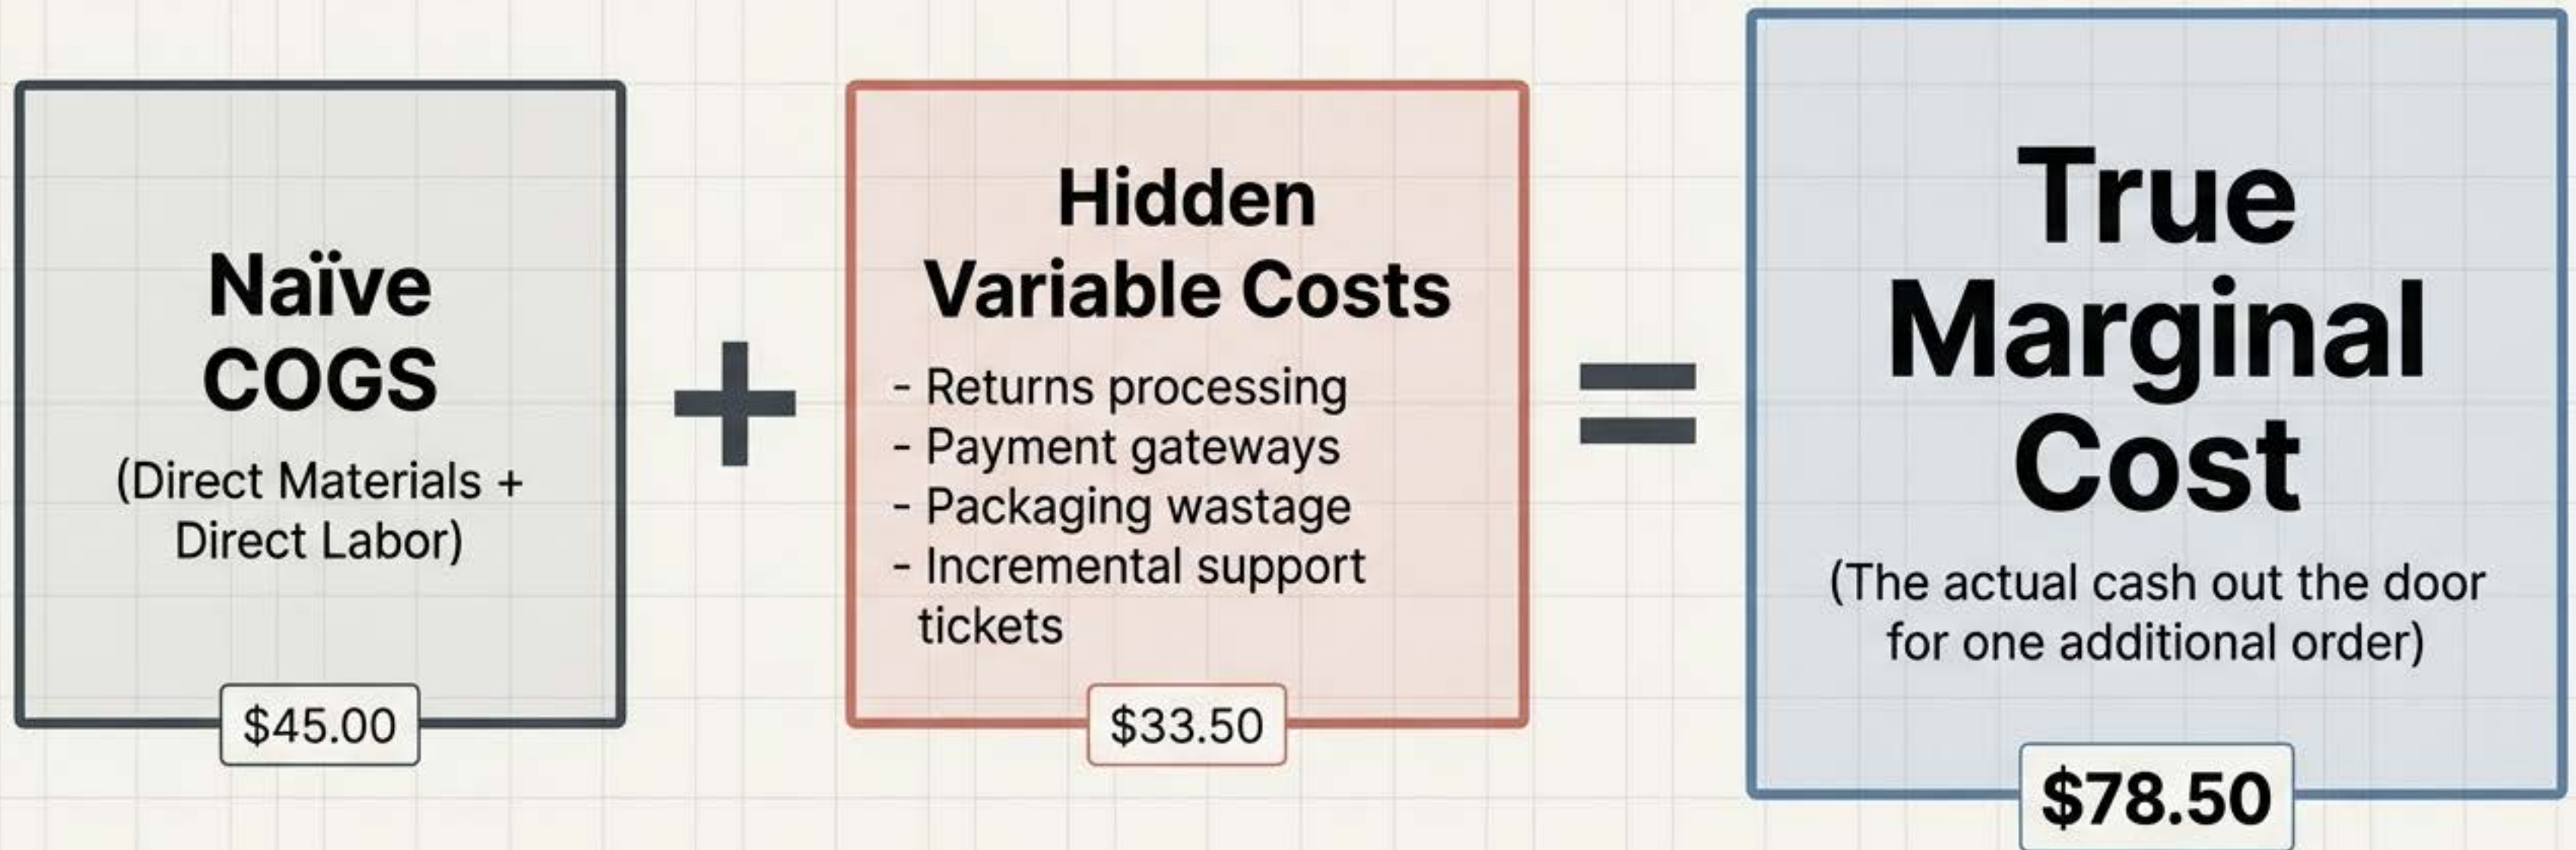 Naïve
COGS
(Direct Materials +
Direct Labor)
$45.00
+
Hidden
Variable Costs
- Returns processing
- Payment gateways
- Packaging wastage
- Incremental support
tickets
$33.50
=
True
Marginal
Cost
(The actual cash out the door
for one additional order)
$78.50